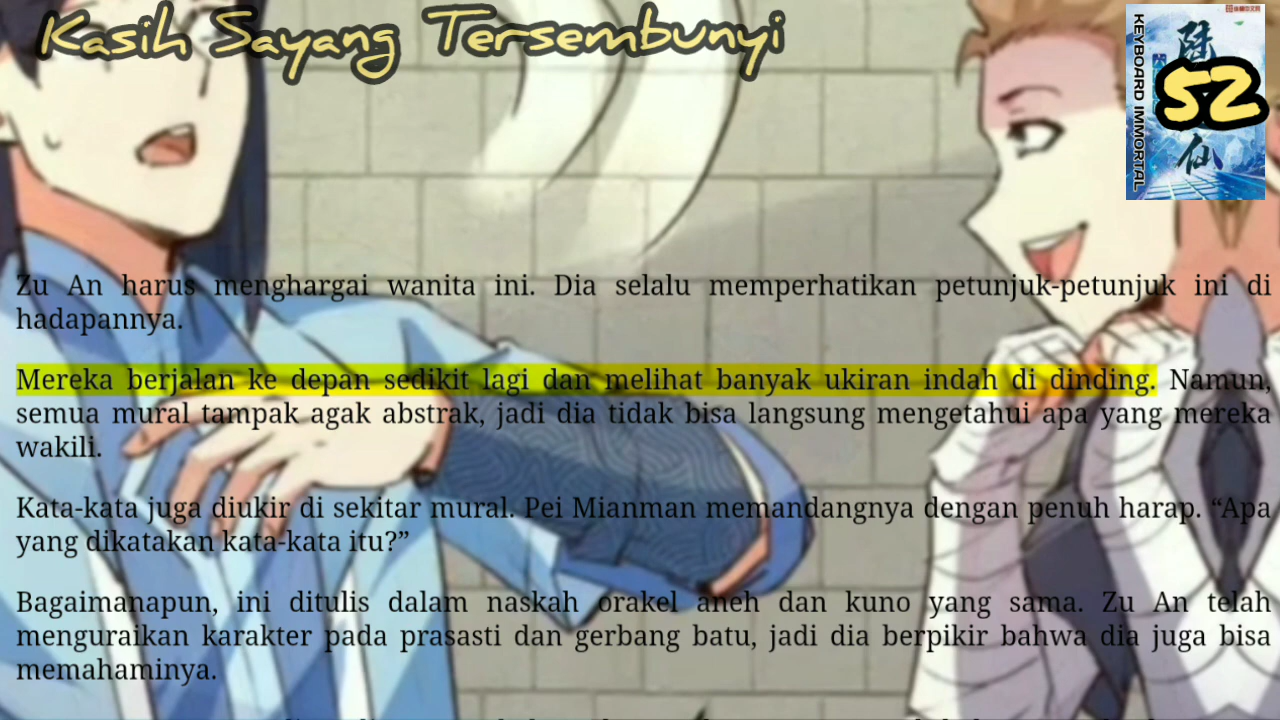 Kasih Sayang Tersembunyi
KEYBOARD IMMORTAL
陆
仙
52
Zu An harus menghargai wanita ini. Dia selalu memperhatikan petunjuk-petunjuk ini di
hadapannya.
Mereka berjalan ke depan sedikit lagi dan melihat banyak ukiran indah di dinding. Namun,
semua mural tampak agak abstrak, jadi dia tidak bisa langsung mengetahui apa yang mereka
wakili.
Kata-kata juga diukir di sekitar mural. Pei Mianman memandangnya dengan penuh harap. “Apa
yang dikatakan kata-kata itu?”
Bagaimanapun, ini ditulis dalam naskah orakel aneh dan kuno yang sama. Zu An telah
menguraikan karakter pada prasasti dan gerbang batu, jadi dia berpikir bahwa dia juga bisa
memahaminya.